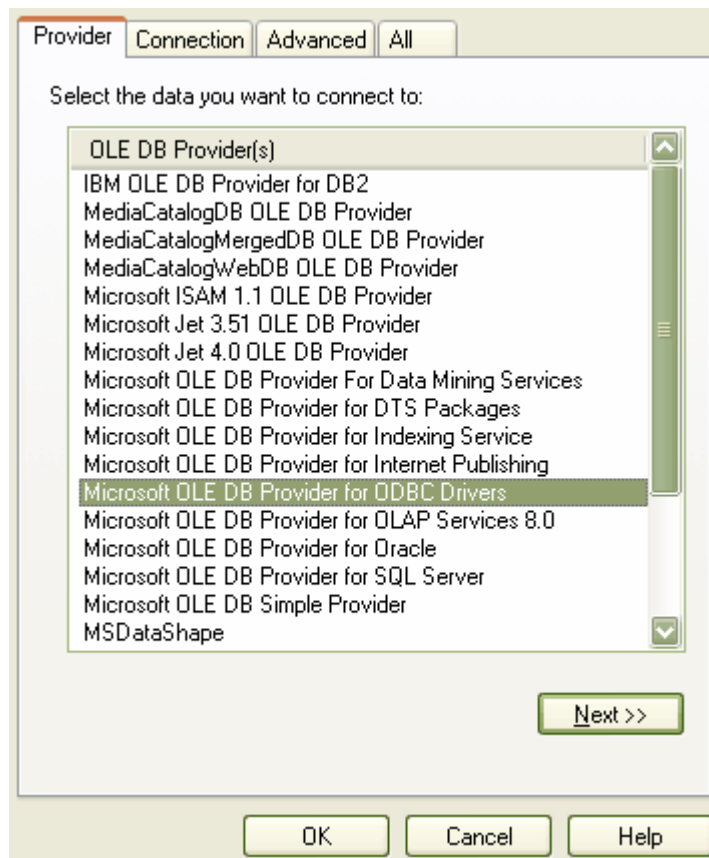 Provider Connection Advanced All
Select the data you want to connect to:
OLE DB Provider(s)
IBM OLE DB Provider for DB2
MediaCatalogDB OLE DB Provider
MediaCatalogMergedDB OLE DB Provider
MediaCatalogWebDB OLE DB Provider
Microsoft ISAM 1.1 OLE DB Provider
Microsoft Jet 3.51 OLE DB Provider
Microsoft Jet 4.0 OLE DB Provider
Microsoft OLE DB Provider For Data Mining Services
Microsoft OLE DB Provider for DTS Packages
Microsoft OLE DB Provider for Indexing Service
Microsoft OLE DB Provider for Internet Publishing
Microsoft OLE DB Provider for ODBC Drivers
Microsoft OLE DB Provider for OLAP Services 8.0
Microsoft OLE DB Provider for Oracle
Microsoft OLE DB Provider for SQL Server
Microsoft OLE DB Simple Provider
MSDataShape
Next >>
OK Cancel Help